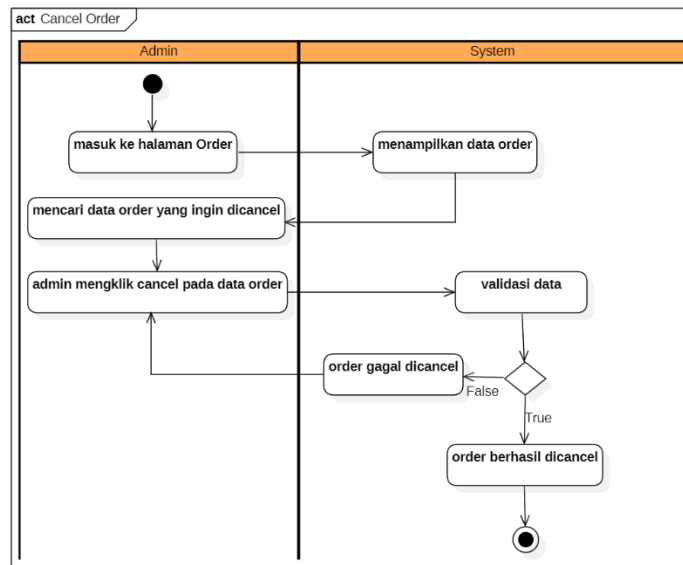 act Cancel Order
Admin
System
masuk ke halaman Order
menampilkan data order
mencari data order yang ingin dicancel
admin mengklik cancel pada data order
validasi data
order gagal dicancel
False
True
order berhasil dicancel